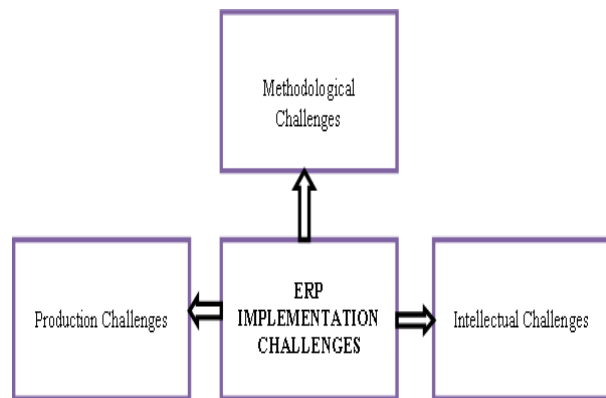 Methodological
Challenges
Production Challenges
ERP
IMPLEMENTATION
CHALLENGES
Intellectual Challenges